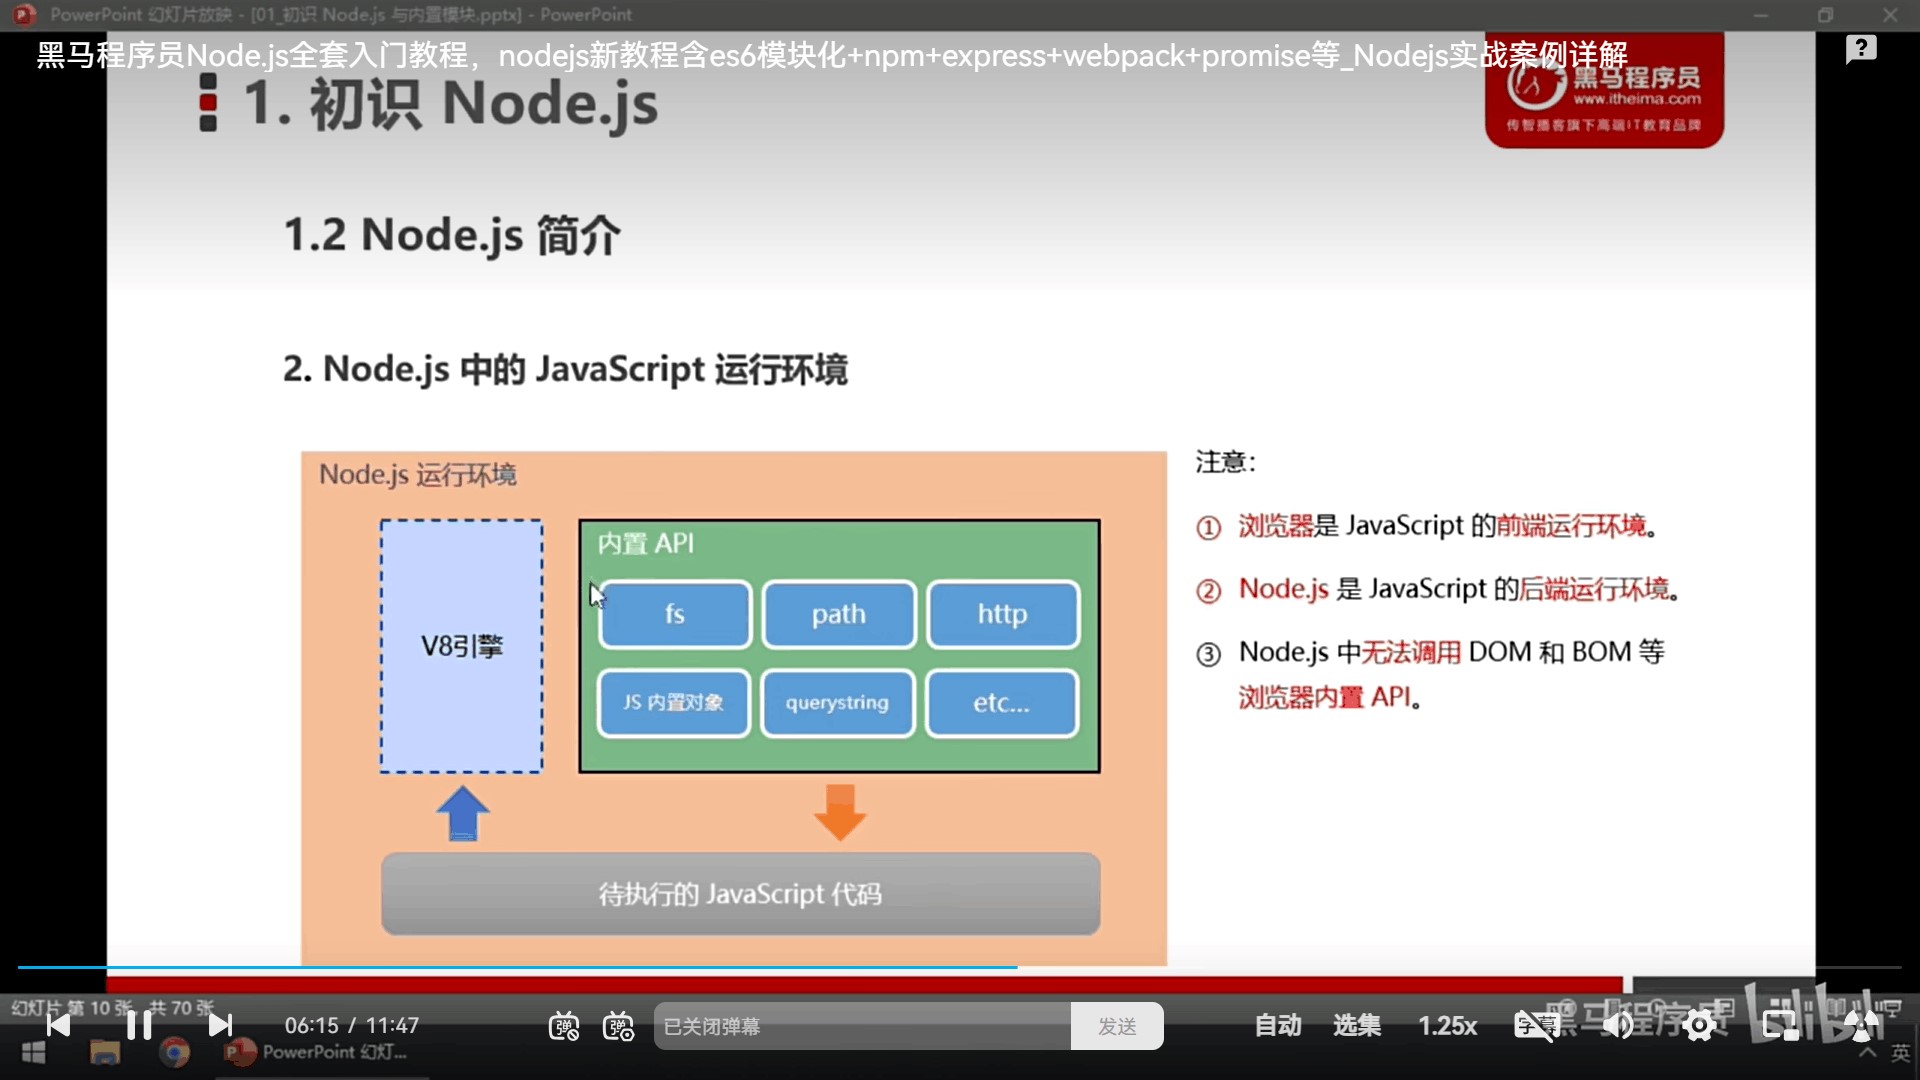 PowerPoint 幻灯片放映 - [01_初识 Node.js 与内置模块.pptx] - PowerPoint
黑马程序员Node.js全套入门教程，nodejs新教程含es6模块化+npm+express+webpack+promise等_Nodejs实战案例详解
1. 初识 Node.js
黑马程序员
www.itheima.com
传智播客旗下高端IT教育品牌
1.2 Node.js 简介
2. Node.js 中的 JavaScript 运行环境
Node.js 运行环境
V8引擎
内置 API
fs
path
http
JS 内置对象
querystring
etc...
待执行的 JavaScript 代码
注意：
① 浏览器是 JavaScript 的前端运行环境。
② Node.js 是 JavaScript 的后端运行环境。
③ Node.js 中无法调用 DOM 和 BOM 等
浏览器内置 API。
幻灯片 第 10 张，共 70 张
06:15 / 11:47
弹
弹
已关闭弹幕
发送
自动
选集
1.25x
字幕
黑马程序员
bilibili
PowerPoint 幻灯...
英